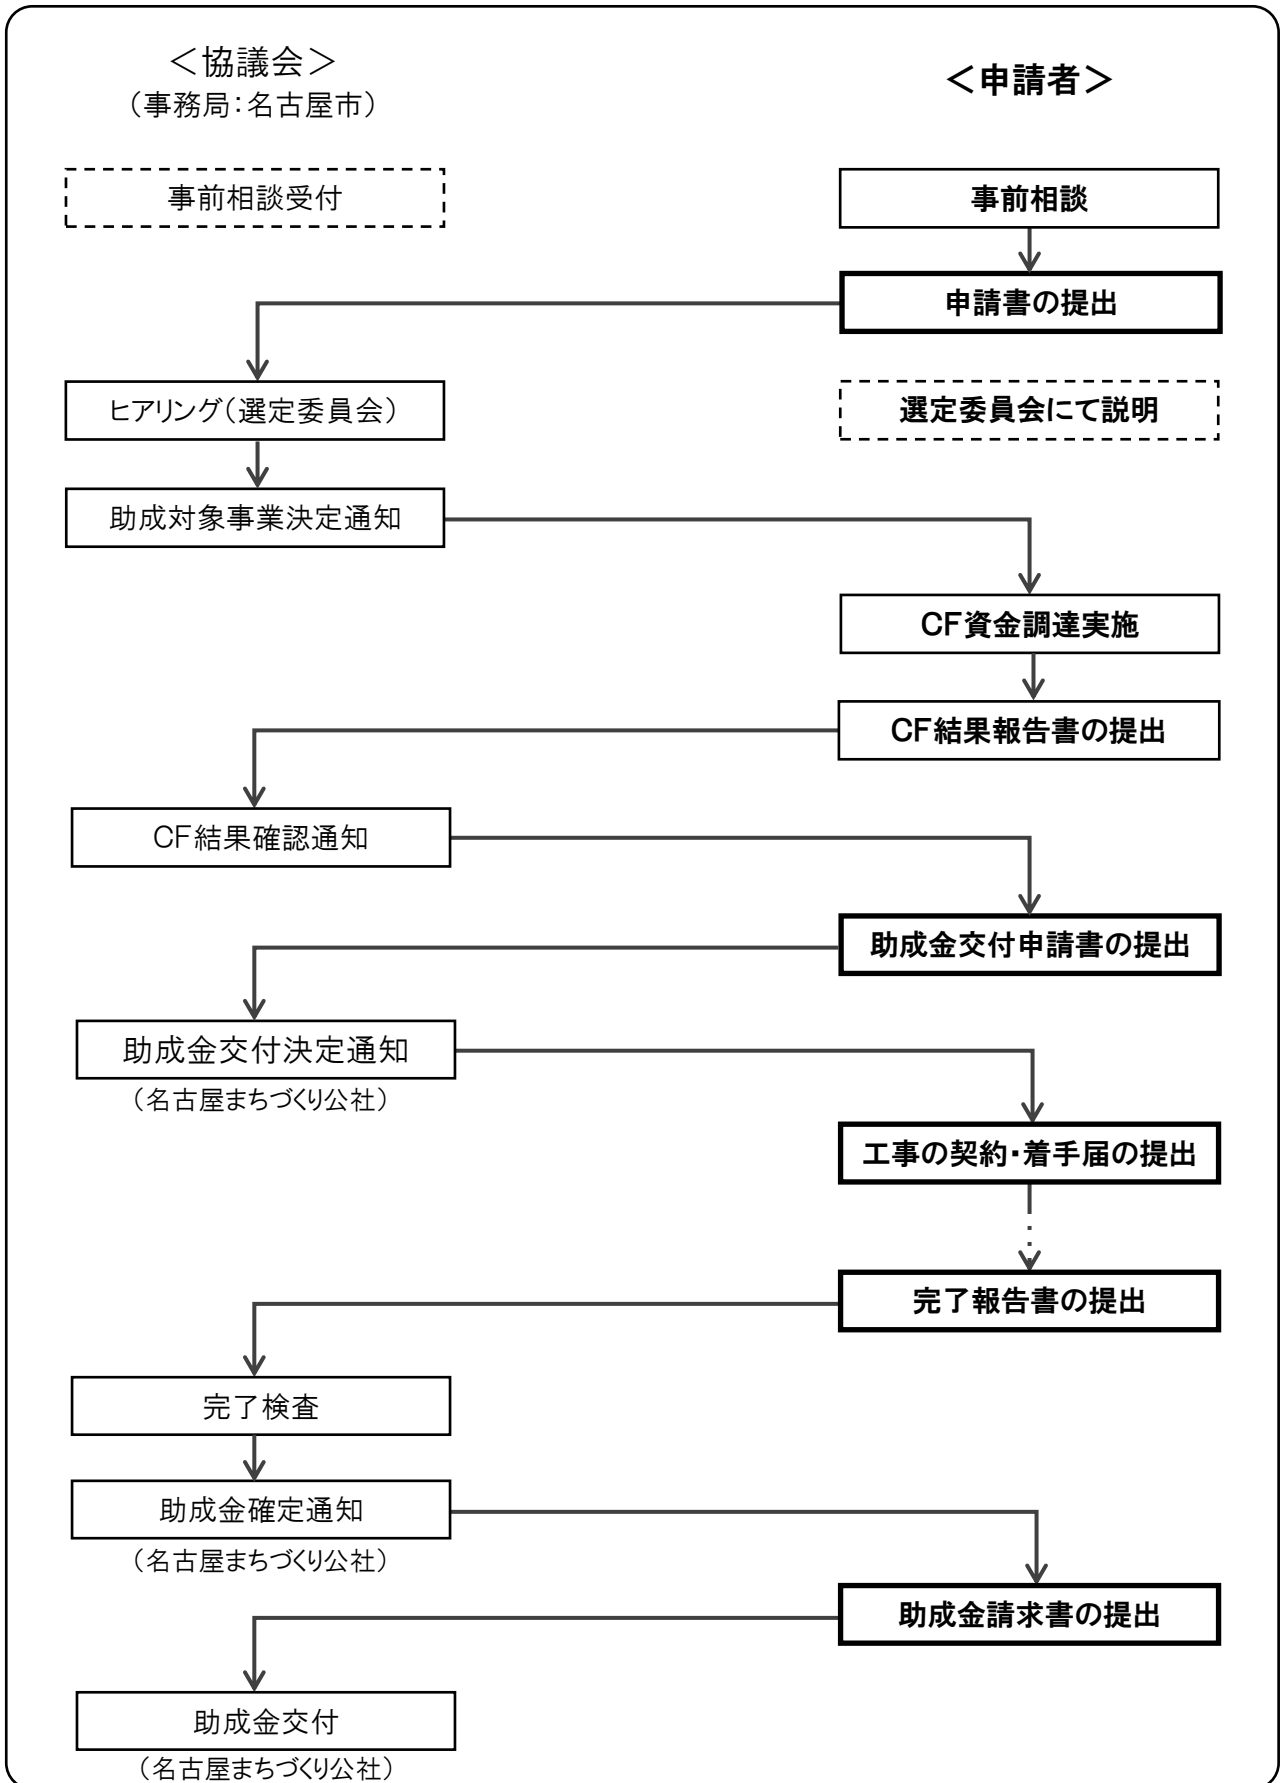 ＜協議会＞
（事務局：名古屋市）
＜申請者＞
事前相談受付
事前相談
申請書の提出
ヒアリング（選定委員会）
選定委員会にて説明
助成対象事業決定通知
CF資金調達実施
CF結果報告書の提出
CF結果確認通知
助成金交付申請書の提出
助成金交付決定通知
（名古屋まちづくり公社）
工事の契約・着手届の提出
完了報告書の提出
完了検査
助成金確定通知
（名古屋まちづくり公社）
助成金請求書の提出
助成金交付
（名古屋まちづくり公社）